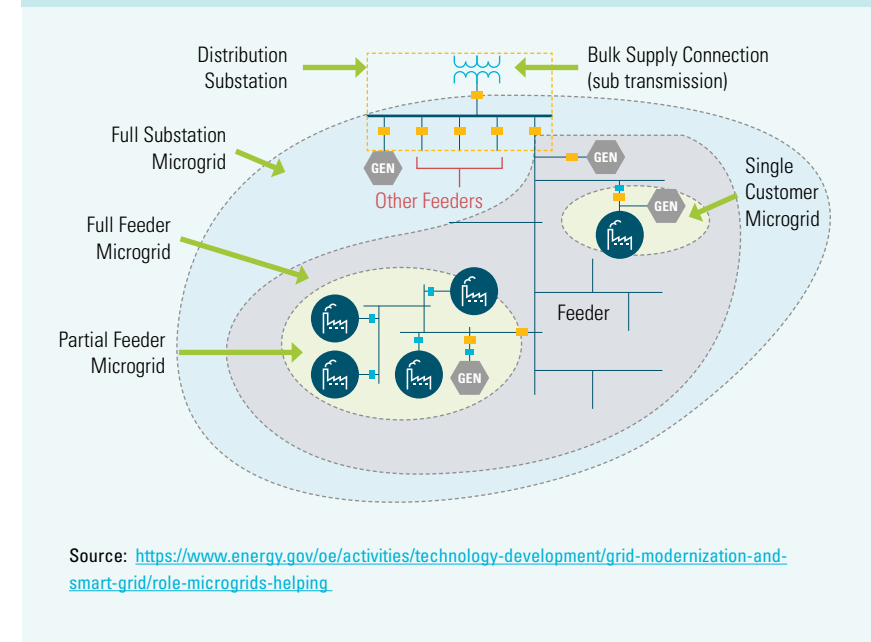 Distribution
Substation
Bulk Supply Connection
(sub transmission)
Full Substation
Microgrid
GEN
Other Feeders
GEN
Single
Customer
Microgrid
GEN
Full Feeder
Microgrid
Feeder
Partial Feeder
Microgrid
GEN
Source: https://www.energy.gov/oe/activities/technology-development/grid-modernization-and-
smart-grid/role-microgrids-helping